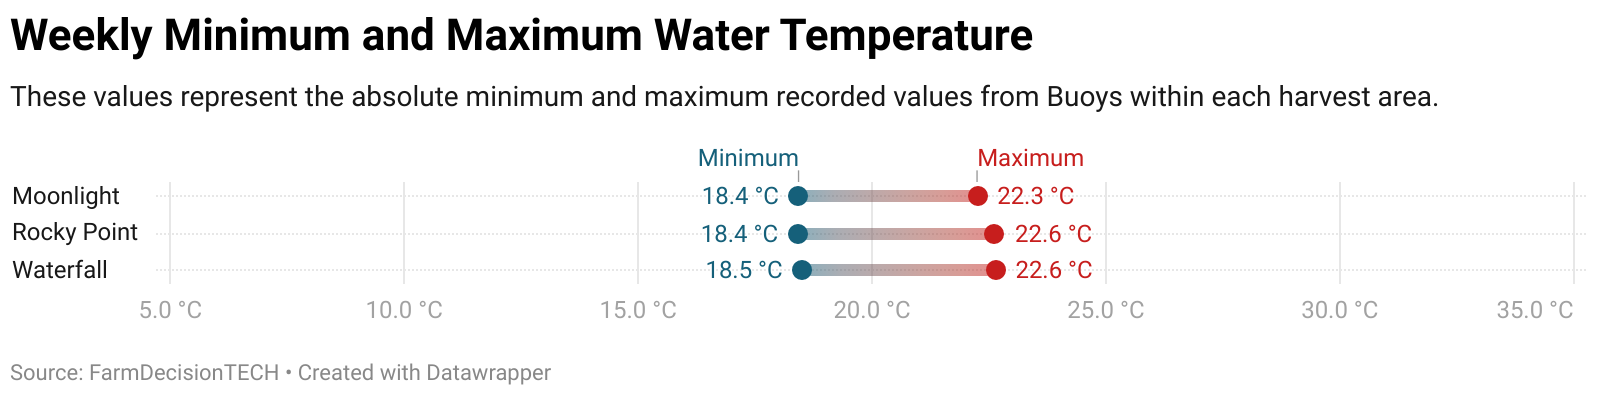 Weekly Minimum and Maximum Water Temperature
These values represent the absolute minimum and maximum recorded values from Buoys within each harvest area.
Minimum Maximum
Moonlight 18.4 °C 22.3 °C
Rocky Point 18.4 °C 22.6 °C
Waterfall 18.5 °C 22.6 °C
5.0 °C 10.0 °C 15.0 °C 20.0 °C 25.0 °C 30.0 °C 35.0 °C
Source: FarmDecisionTECH • Created with Datawrapper